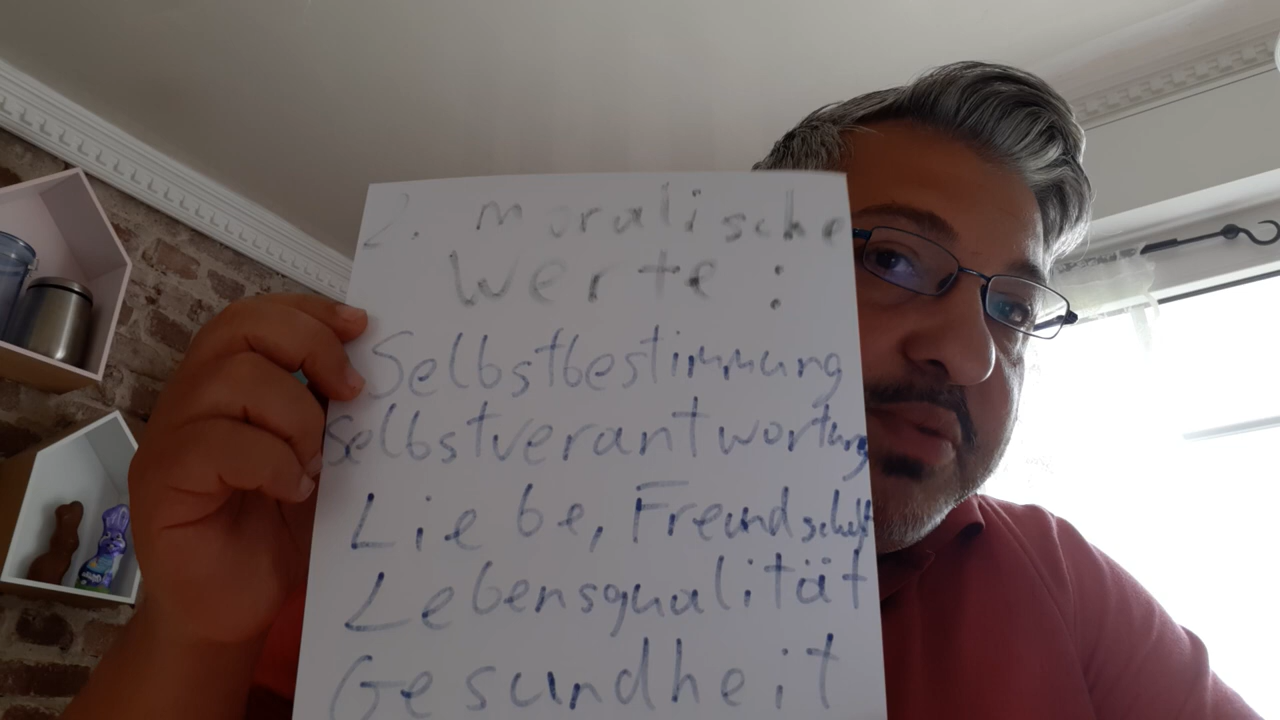 2. moralische
Werte:
Selbstbestimmung
Selbstverantwortung
Liebe, Freundschaft
Lebensqualität
Gesundheit